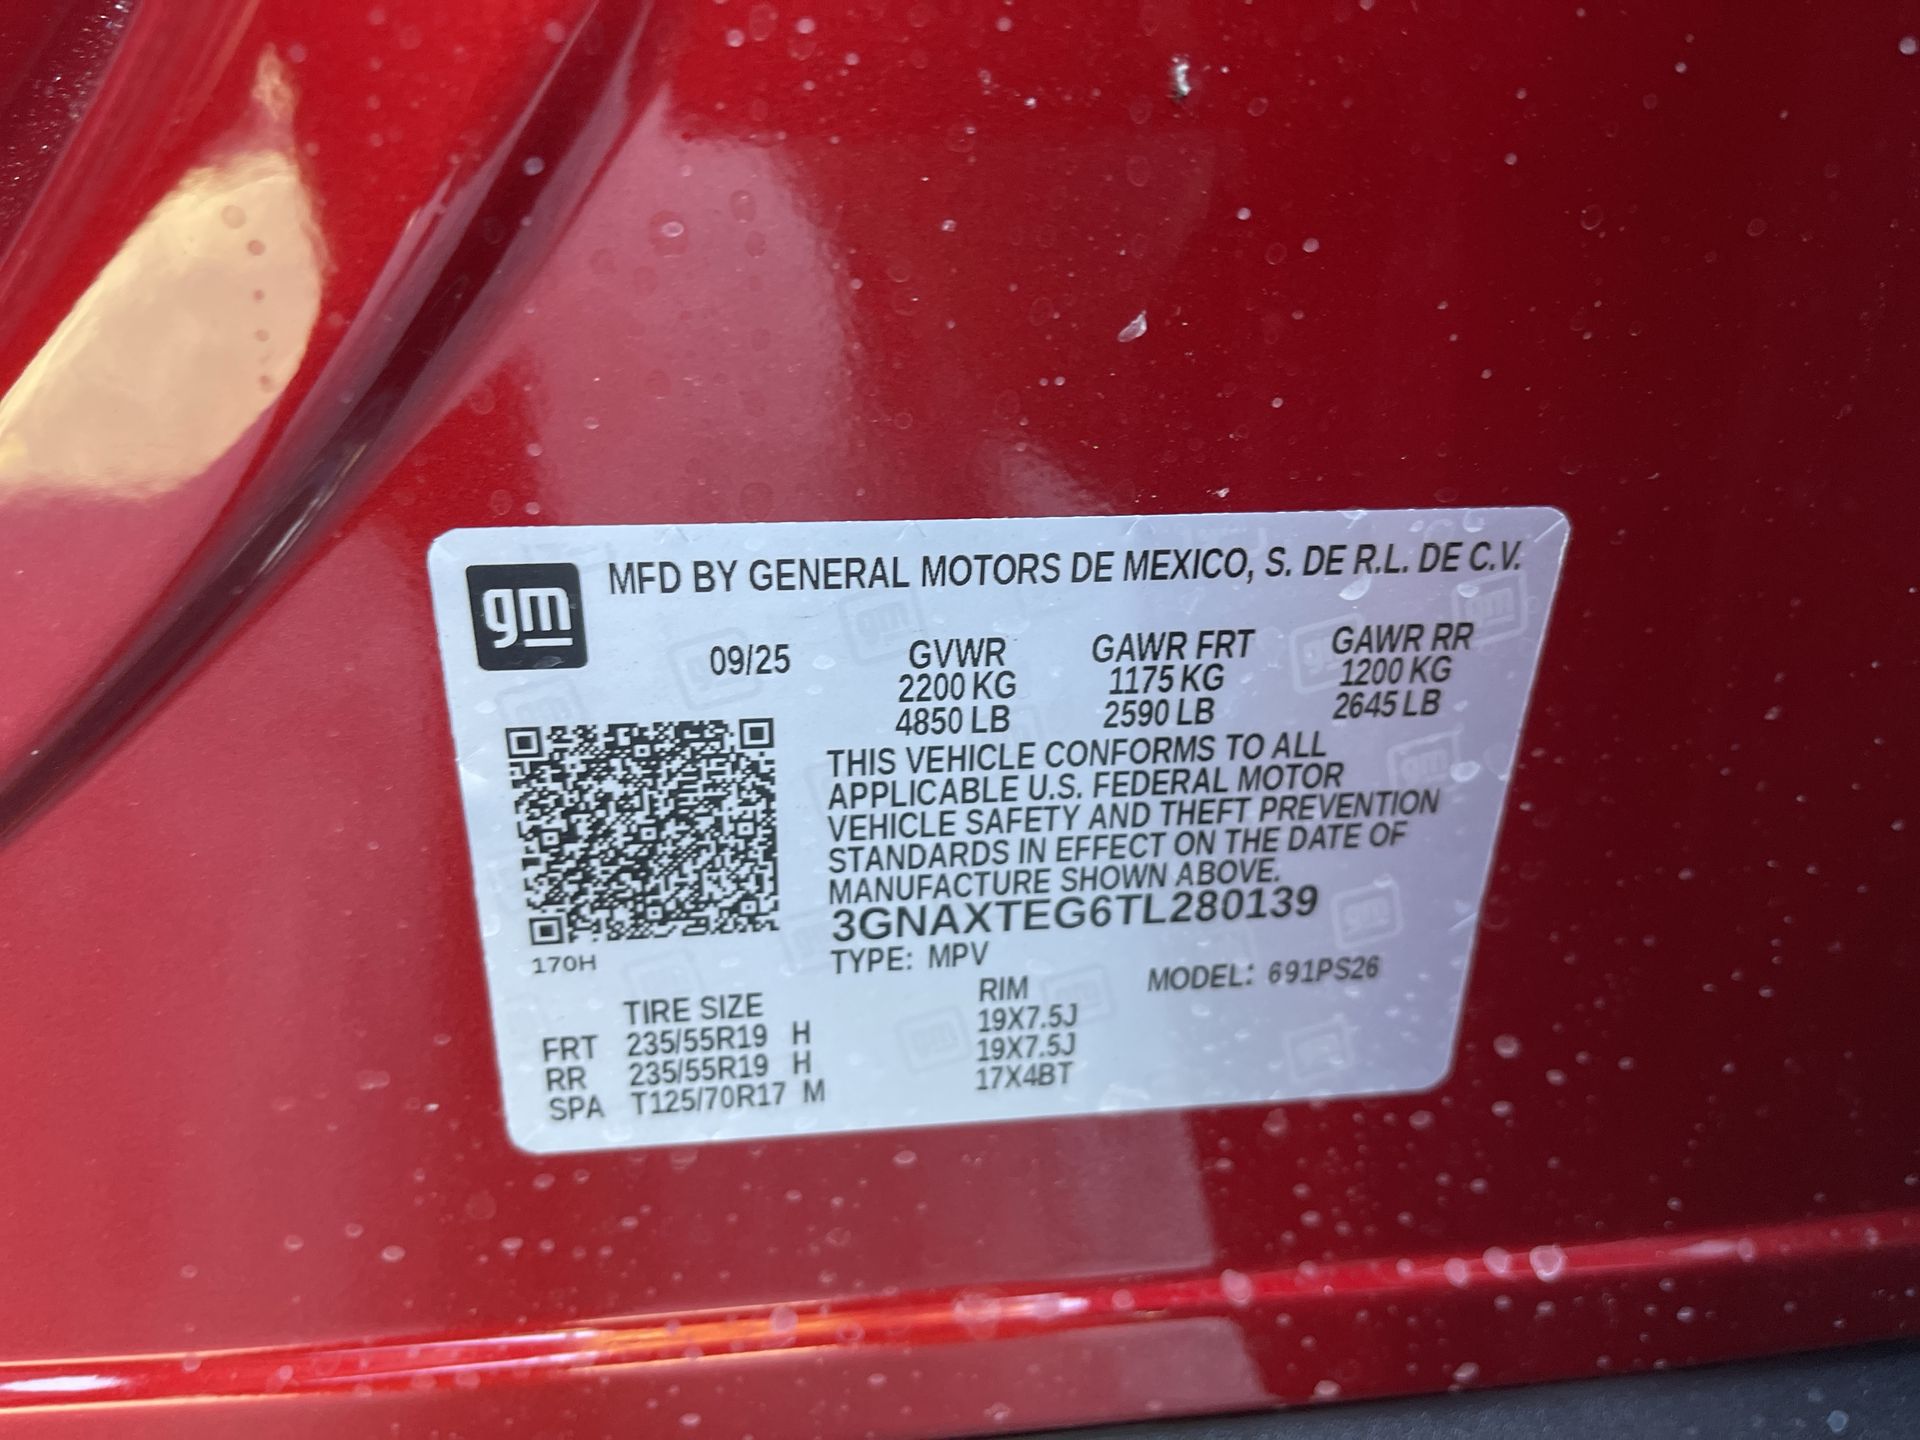 gm
MFD BY GENERAL MOTORS DE MEXICO, S. DE R.L. DE C.V.
09/25 GVWR GAWR FRT GAWR RR
2200 KG 1175 KG 1200 KG
4850 LB 2590 LB 2645 LB
THIS VEHICLE CONFORMS TO ALL
APPLICABLE U.S. FEDERAL MOTOR
VEHICLE SAFETY AND THEFT PREVENTION
STANDARDS IN EFFECT ON THE DATE OF
MANUFACTURE SHOWN ABOVE.
3GNAXTEG6TL280139
170H
TYPE: MPV MODEL: 691PS26
TIRE SIZE RIM
FRT 235/55R19 H 19X7.5J
RR 235/55R19 H 19X7.5J
SPA T125/70R17 M 17X4BT